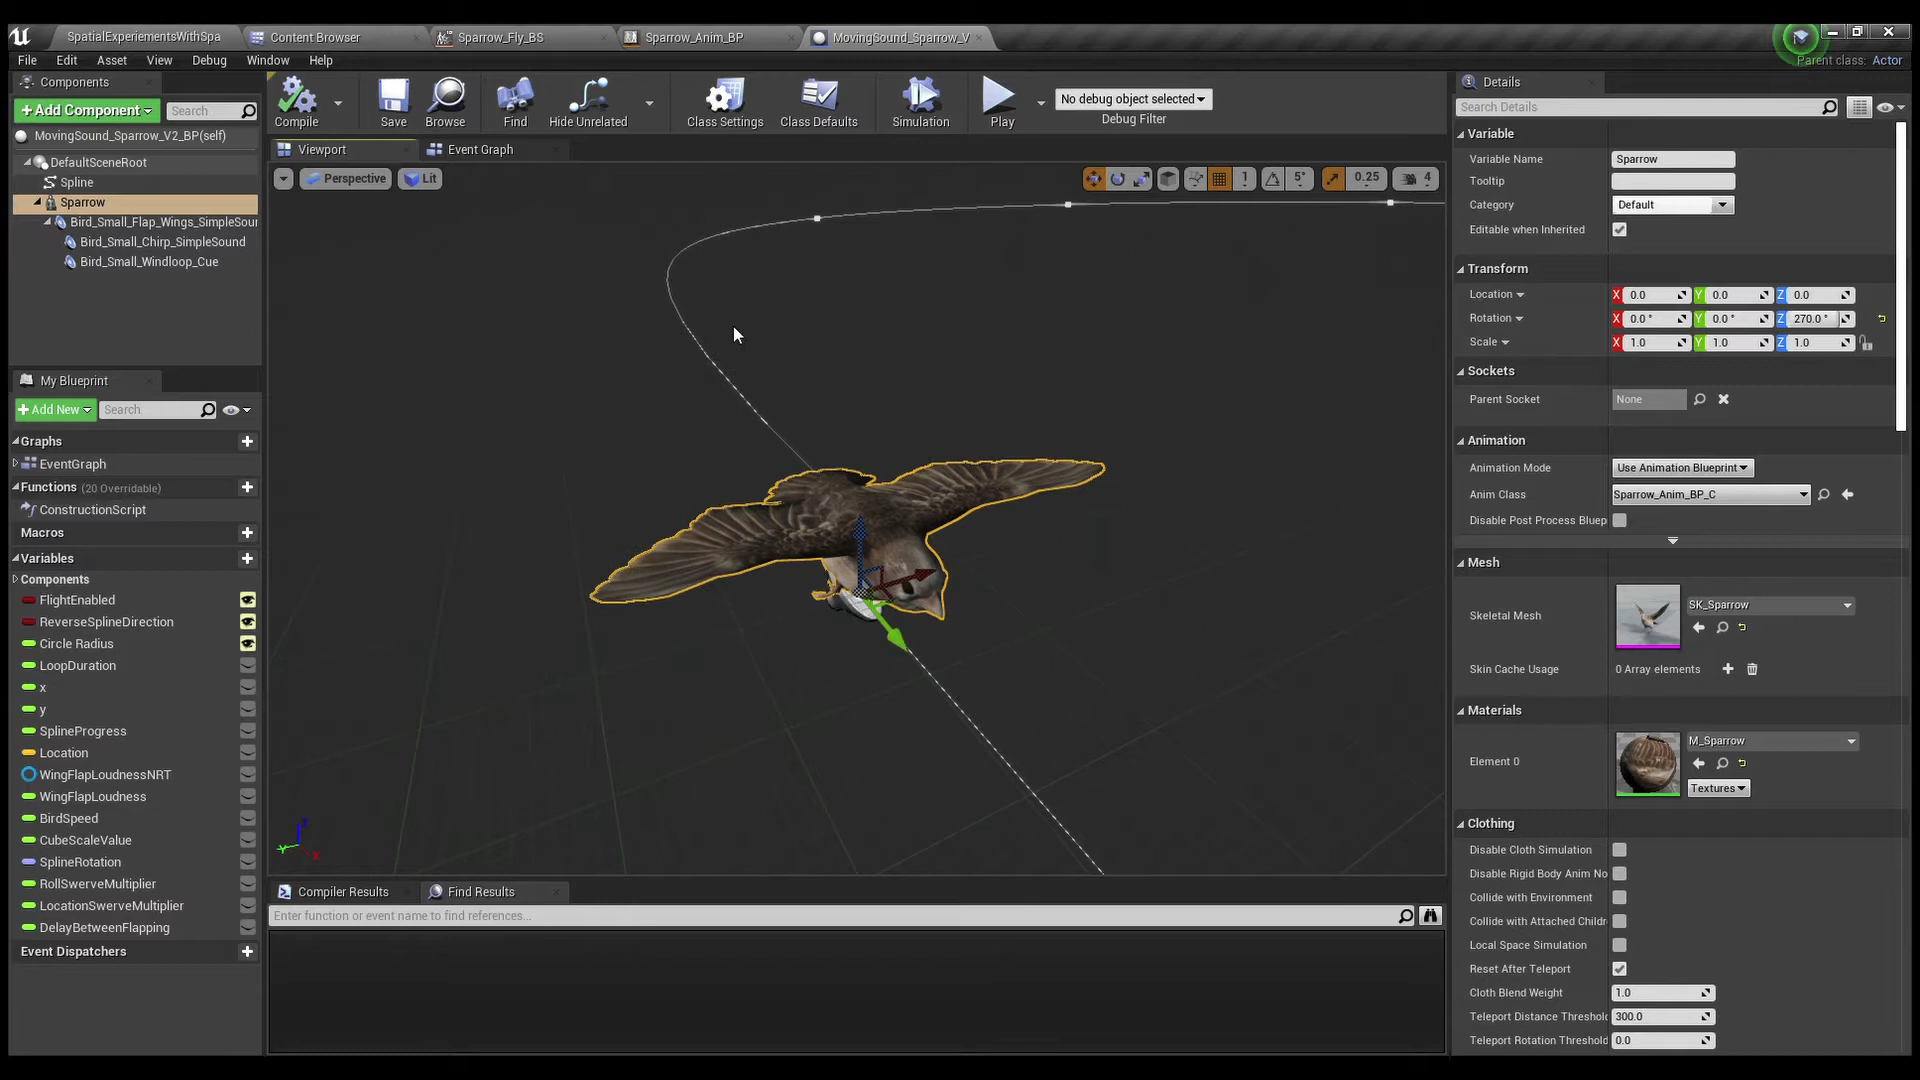 SpatialExperiementsWithSpa
Content Browser
Sparrow_Fly_BS
Sparrow_Anim_BP
MovingSound_Sparrow_V
File Edit Asset View Debug Window Help
Parent class: Actor
Components
+Add Component
Search
MovingSound_Sparrow_V2_BP(self)
DefaultSceneRoot
Spline
Sparrow
Bird_Small_Flap_Wings_SimpleSour
Bird_Small_Chirp_SimpleSound
Bird_Small_Windloop_Cue
My Blueprint
+Add New
Search
Graphs
EventGraph
Functions (20 Overridable)
ConstructionScript
Macros
Variables
Components
FlightEnabled
ReverseSplineDirection
Circle Radius
LoopDuration
x
y
SplineProgress
Location
WingFlapLoudnessNRT
WingFlapLoudness
BirdSpeed
CubeScaleValue
SplineRotation
RollSwerveMultiplier
LocationSwerveMultiplier
DelayBetweenFlapping
Event Dispatchers
Compile
Save
Browse
Find
Hide Unrelated
Class Settings
Class Defaults
Simulation
Play
No debug object selected
Debug Filter
Viewport
Event Graph
Perspective
Lit
1
5°
0.25
4
z
x
Compiler Results
Find Results
Enter function or event name to find references...
Details
Search Details
Variable
Variable Name Sparrow
Tooltip
Category Default
Editable when Inherited
Transform
Location X 0.0 Y 0.0 Z 0.0
Rotation X 0.0 ° Y 0.0 ° Z 270.0 °
Scale X 1.0 Y 1.0 Z 1.0
Sockets
Parent Socket None
Animation
Animation Mode Use Animation Blueprint
Anim Class Sparrow_Anim_BP_C
Disable Post Process Bluep
Mesh
Skeletal Mesh SK_Sparrow
Skin Cache Usage 0 Array elements
Materials
Element 0 M_Sparrow
Textures
Clothing
Disable Cloth Simulation
Disable Rigid Body Anim No
Collide with Environment
Collide with Attached Childr
Local Space Simulation
Reset After Teleport
Cloth Blend Weight 1.0
Teleport Distance Threshold 300.0
Teleport Rotation Threshold 0.0